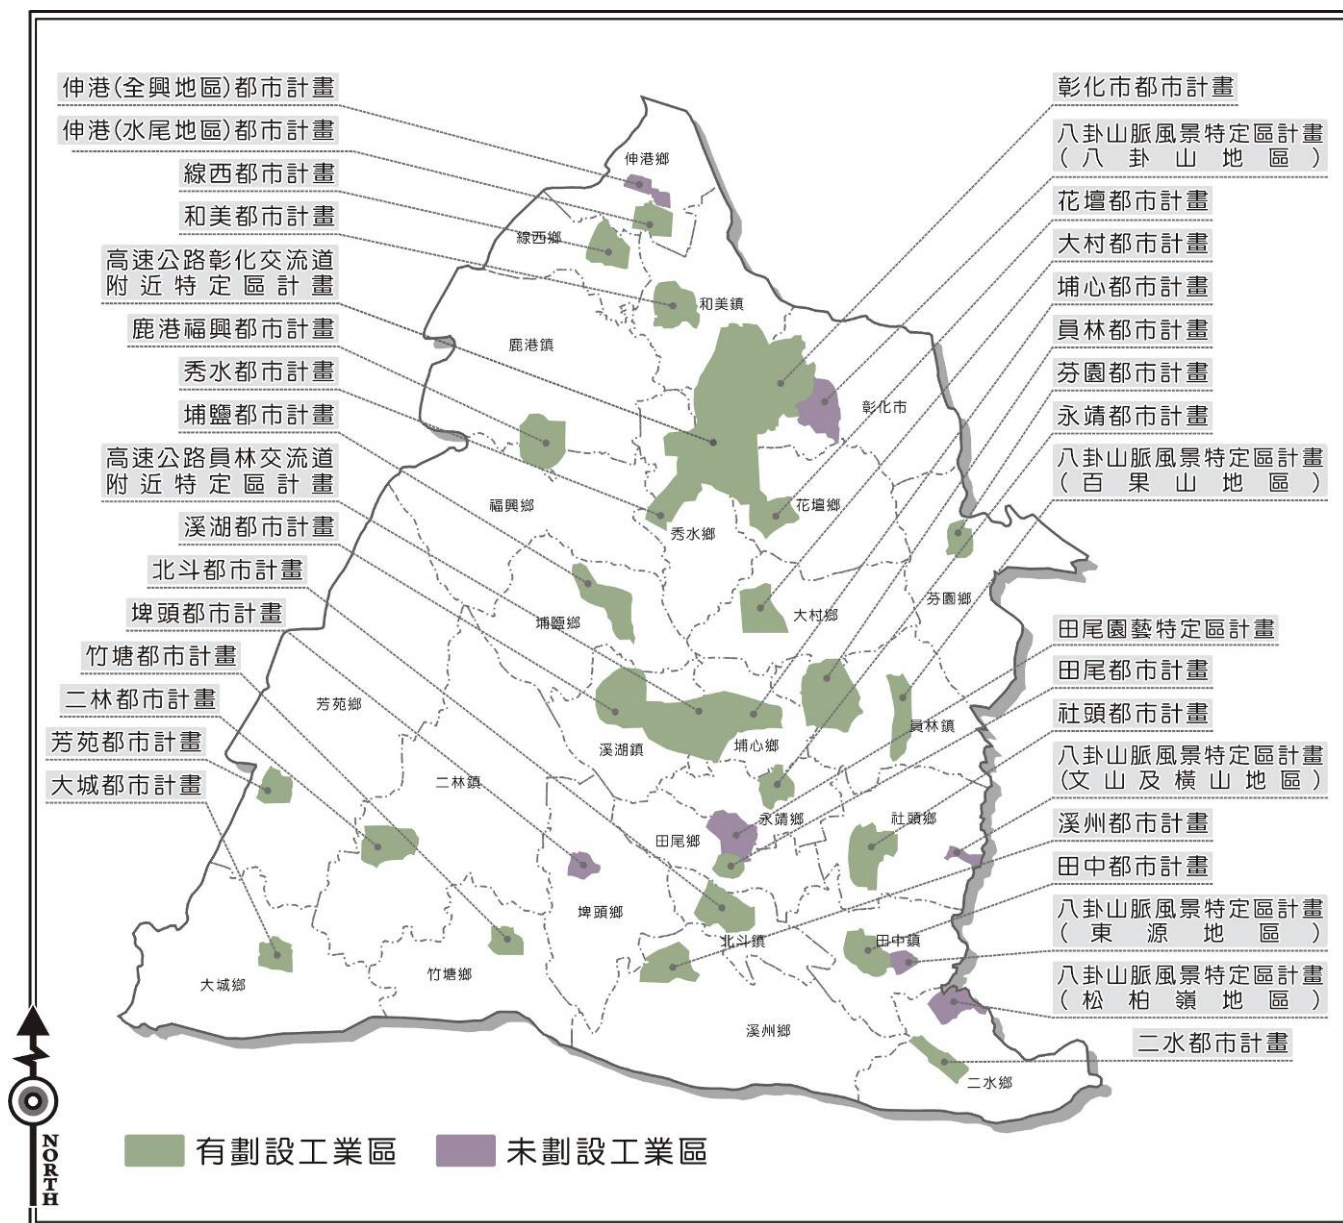 伸港(全興地區)都市計畫
伸港(水尾地區)都市計畫
線西都市計畫
和美都市計畫
高速公路彰化交流道
附近特定區計畫
鹿港福興都市計畫
秀水都市計畫
埔鹽都市計畫
高速公路員林交流道
附近特定區計畫
溪湖都市計畫
北斗都市計畫
埤頭都市計畫
竹塘都市計畫
二林都市計畫
芳苑都市計畫
大城都市計畫
彰化市都市計畫
八卦山脈風景特定區計畫
(八卦山地區)
花壇都市計畫
大村都市計畫
埔心都市計畫
員林都市計畫
芬園都市計畫
永靖都市計畫
八卦山脈風景特定區計畫
(百果山地區)
田尾園藝特定區計畫
田尾都市計畫
社頭都市計畫
八卦山脈風景特定區計畫
(文山及橫山地區)
溪州都市計畫
田中都市計畫
八卦山脈風景特定區計畫
(東源地區)
八卦山脈風景特定區計畫
(松柏嶺地區)
二水都市計畫
伸港鄉
線西鄉
和美鎮
鹿港鎮
彰化市
福興鄉
秀水鄉
花壇鄉
芬園鄉
大村鄉
埔鹽鄉
芳苑鄉
溪湖鎮
埔心鄉
員林鎮
二林鎮
永靖鄉
社頭鄉
田尾鄉
埤頭鄉
北斗鎮
田中鎮
竹塘鄉
大城鄉
溪州鄉
二水鄉
NORTH
有劃設工業區
未劃設工業區